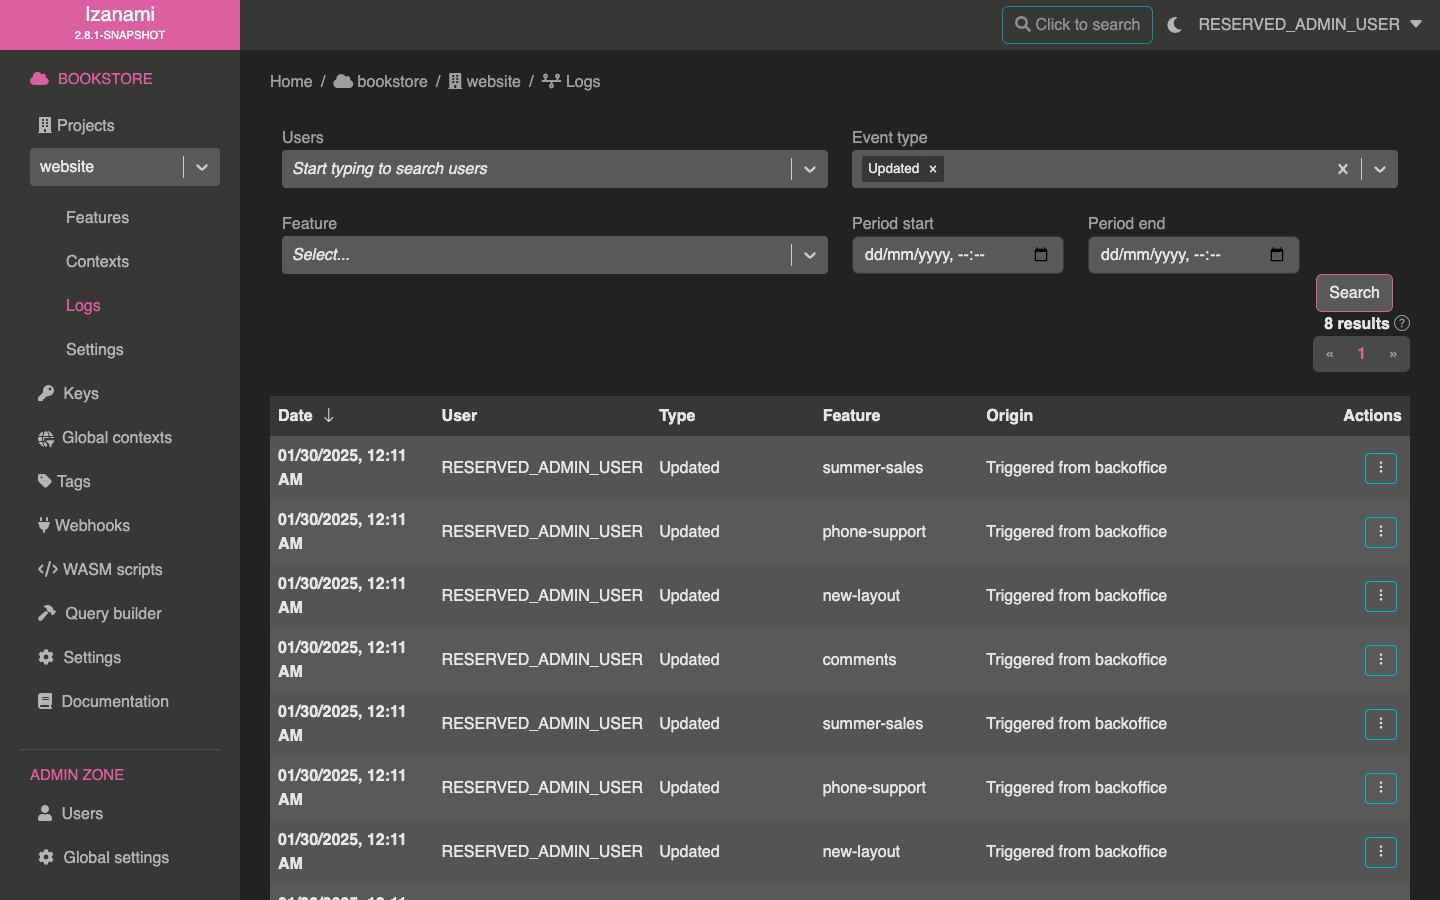 Izanami
2.8.1-SNAPSHOT
Click to search
RESERVED_ADMIN_USER
BOOKSTORE
Projects
website
Features
Contexts
Logs
Settings
Keys
Global contexts
Tags
Webhooks
WASM scripts
Query builder
Settings
Documentation
ADMIN ZONE
Users
Global settings
Home / bookstore / website / Logs
Users
Start typing to search users
Event type
Updated ×
Feature
Select...
Period start
dd/mm/yyyy, --:--
Period end
dd/mm/yyyy, --:--
Search
8 results ?
« 1 »
Date ↓ User Type Feature Origin Actions
01/30/2025, 12:11 AM RESERVED_ADMIN_USER Updated summer-sales Triggered from backoffice
01/30/2025, 12:11 AM RESERVED_ADMIN_USER Updated phone-support Triggered from backoffice
01/30/2025, 12:11 AM RESERVED_ADMIN_USER Updated new-layout Triggered from backoffice
01/30/2025, 12:11 AM RESERVED_ADMIN_USER Updated comments Triggered from backoffice
01/30/2025, 12:11 AM RESERVED_ADMIN_USER Updated summer-sales Triggered from backoffice
01/30/2025, 12:11 AM RESERVED_ADMIN_USER Updated phone-support Triggered from backoffice
01/30/2025, 12:11 AM RESERVED_ADMIN_USER Updated new-layout Triggered from backoffice